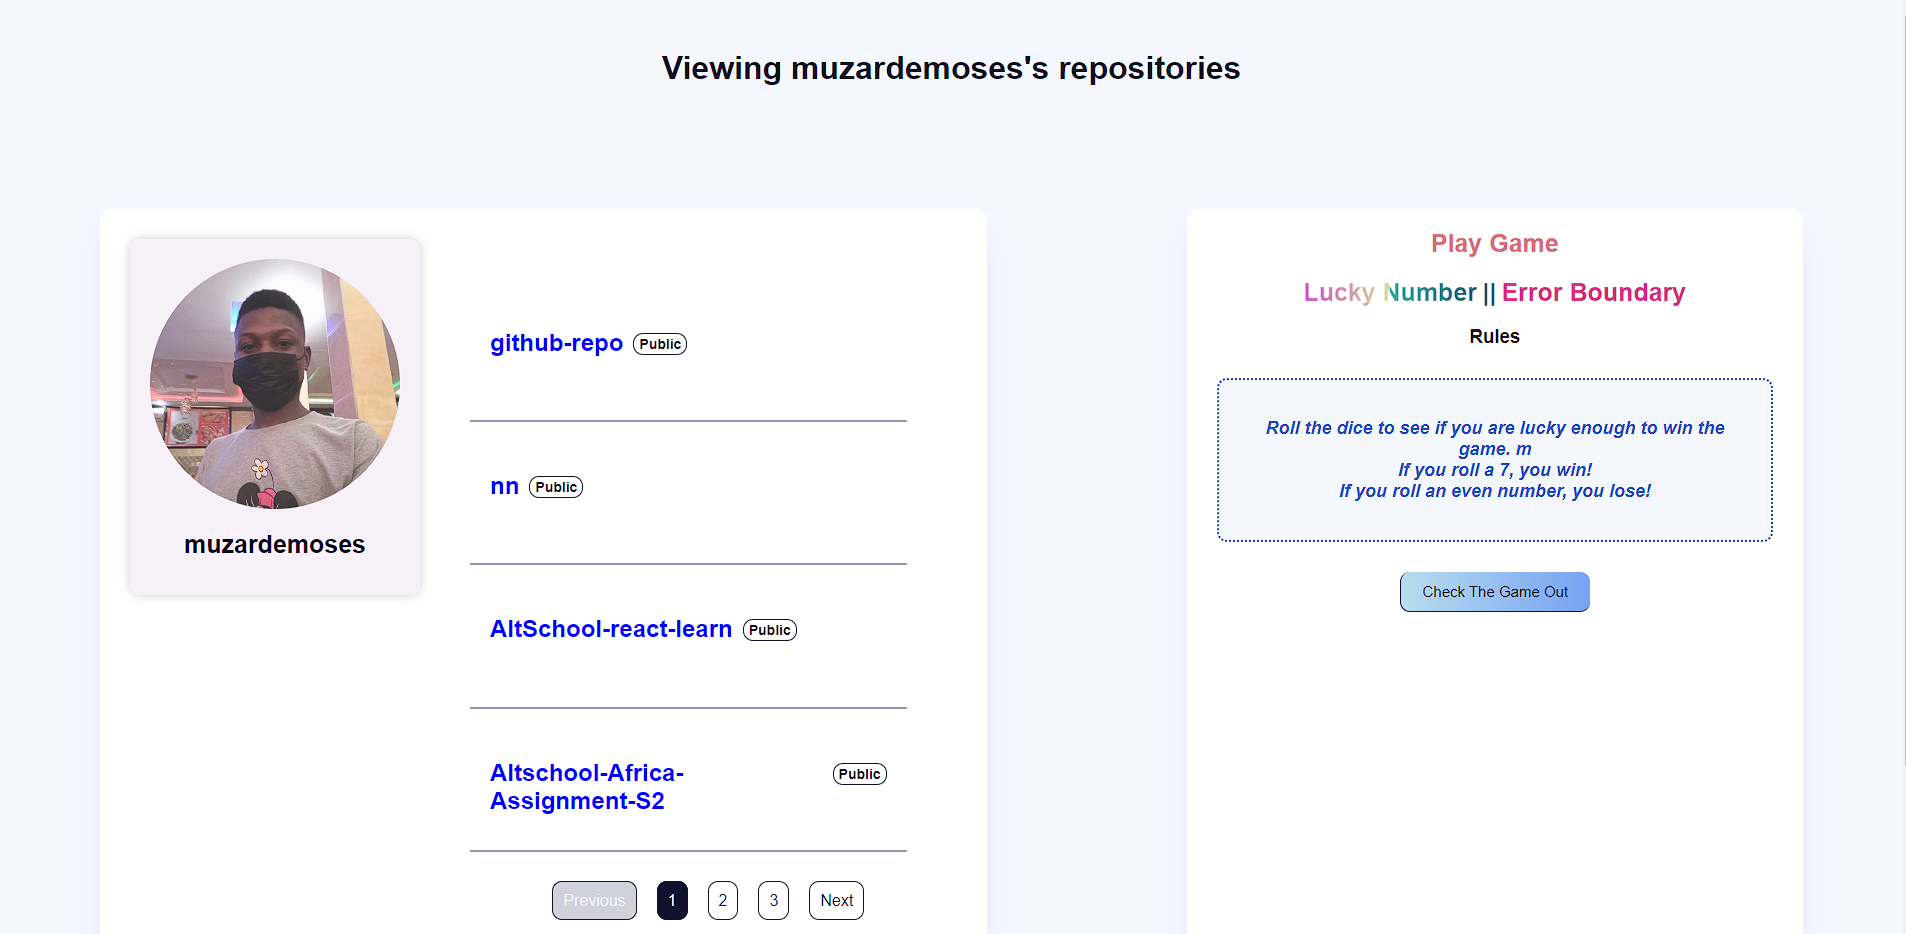 Viewing muzardemoses's repositories
muzardemoses
github-repo Public
nn Public
AltSchool-react-learn Public
Altschool-Africa- Public
Assignment-S2
Previous 1 2 3 Next
Play Game
Lucky Number || Error Boundary
Rules
Roll the dice to see if you are lucky enough to win the
game. m
If you roll a 7, you win!
If you roll an even number, you lose!
Check The Game Out